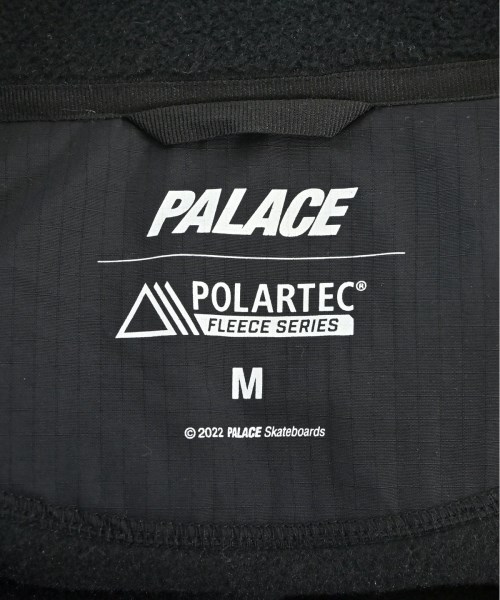 PALACE
POLARTEC®
FLEECE SERIES
M
© 2022 PALACE Skateboards